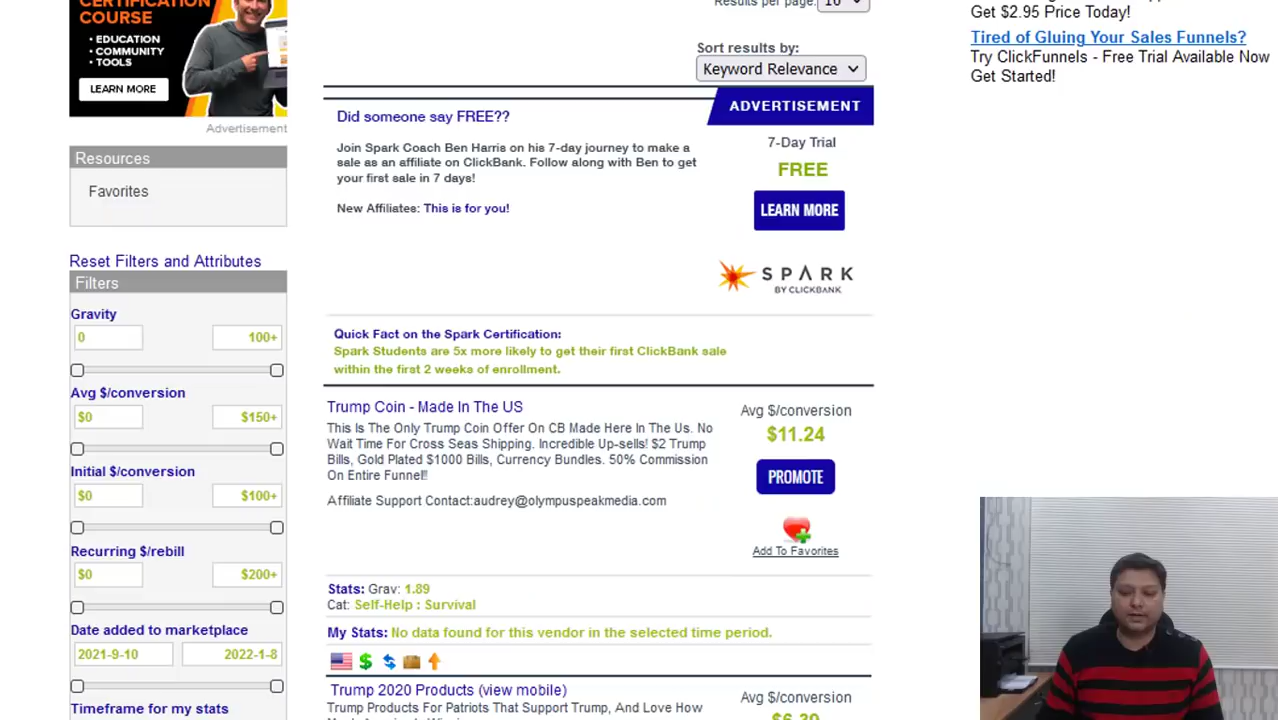 CERTIFICATION
COURSE
• EDUCATION
• COMMUNITY
• TOOLS
LEARN MORE
Advertisement
Resources
Favorites
Reset Filters and Attributes
Filters
Gravity
0 100+
Avg $/conversion
$0 $150+
Initial $/conversion
$0 $100+
Recurring $/rebill
$0 $200+
Date added to marketplace
2021-9-10 2022-1-8
Timeframe for my stats
Results per page:
Sort results by:
Keyword Relevance
ADVERTISEMENT
Did someone say FREE??
Join Spark Coach Ben Harris on his 7-day journey to make a
sale as an affiliate on ClickBank. Follow along with Ben to get
your first sale in 7 days!
New Affiliates: This is for you!
7-Day Trial
FREE
LEARN MORE
SPARK
BY CLICKBANK
Quick Fact on the Spark Certification:
Spark Students are 5x more likely to get their first ClickBank sale
within the first 2 weeks of enrollment.
Trump Coin - Made In The US
This Is The Only Trump Coin Offer On CB Made Here In The Us. No
Wait Time For Cross Seas Shipping. Incredible Up-sells! $2 Trump
Bills, Gold Plated $1000 Bills, Currency Bundles. 50% Commission
On Entire Funnel!!
Affiliate Support Contact:audrey@olympuspeakmedia.com
Avg $/conversion
$11.24
PROMOTE
Add To Favorites
Stats: Grav: 1.89
Cat: Self-Help : Survival
My Stats: No data found for this vendor in the selected time period.
Trump 2020 Products (view mobile)
Trump Products For Patriots That Support Trump, And Love How
Avg $/conversion
$6.39
Get $2.95 Price Today!
Tired of Gluing Your Sales Funnels?
Try ClickFunnels - Free Trial Available Now
Get Started!